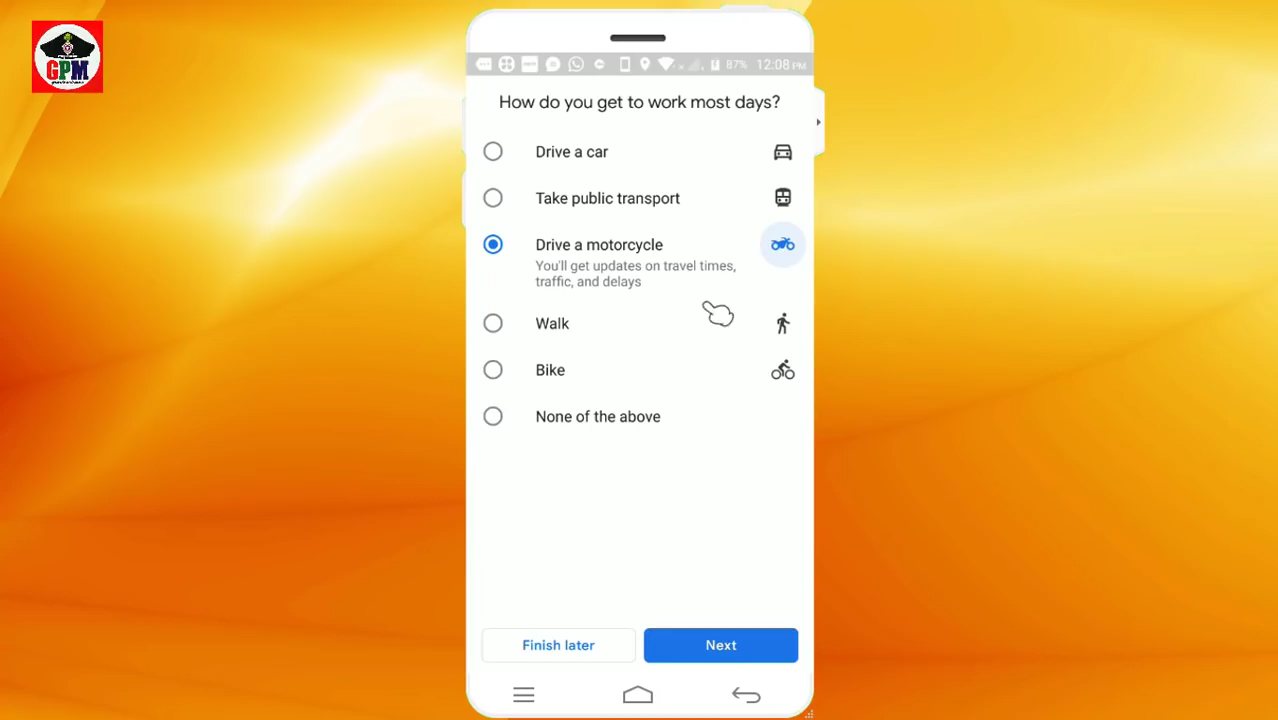 GPM
87% 12:08 PM
How do you get to work most days?
Drive a car
Take public transport
Drive a motorcycle
You'll get updates on travel times,
traffic, and delays
Walk
Bike
None of the above
Finish later
Next